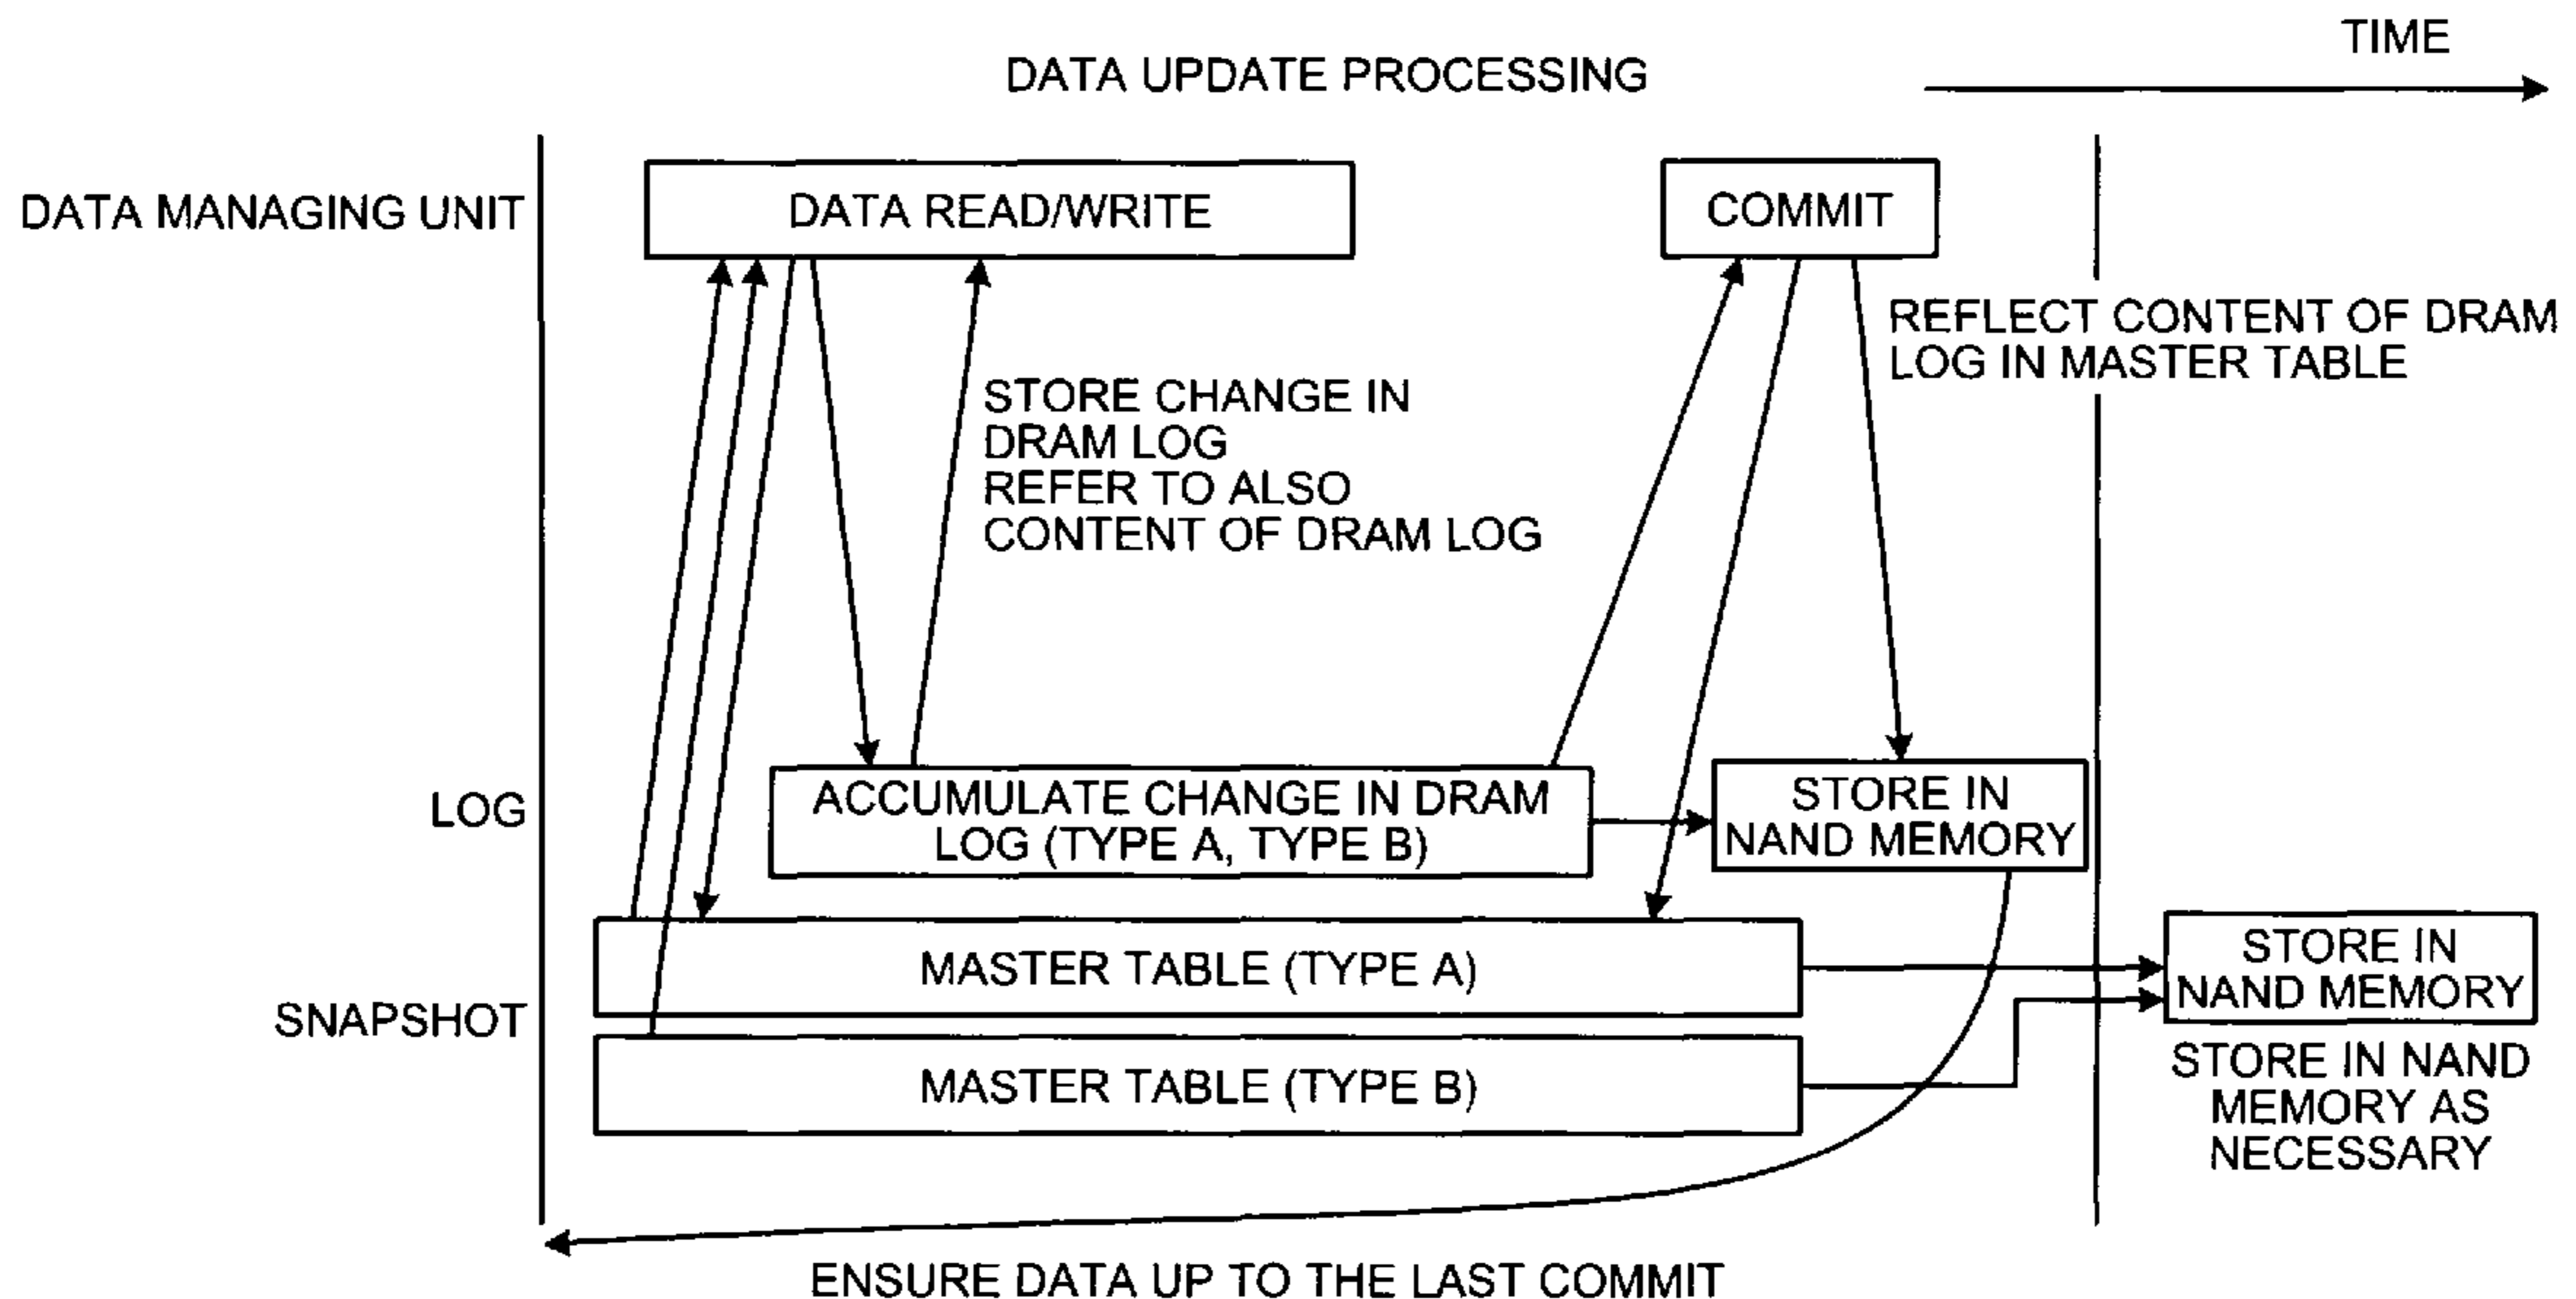 TIME
DATA UPDATE PROCESSING
DATA MANAGING UNIT
DATA READ/WRITE
COMMIT
REFLECT CONTENT OF DRAM
LOG IN MASTER TABLE
STORE CHANGE IN
DRAM LOG
REFER TO ALSO
CONTENT OF DRAM LOG
LOG
ACCUMULATE CHANGE IN DRAM
LOG (TYPE A, TYPE B)
STORE IN
NAND MEMORY
SNAPSHOT
MASTER TABLE (TYPE A)
MASTER TABLE (TYPE B)
STORE IN
NAND MEMORY
STORE IN NAND
MEMORY AS
NECESSARY
ENSURE DATA UP TO THE LAST COMMIT